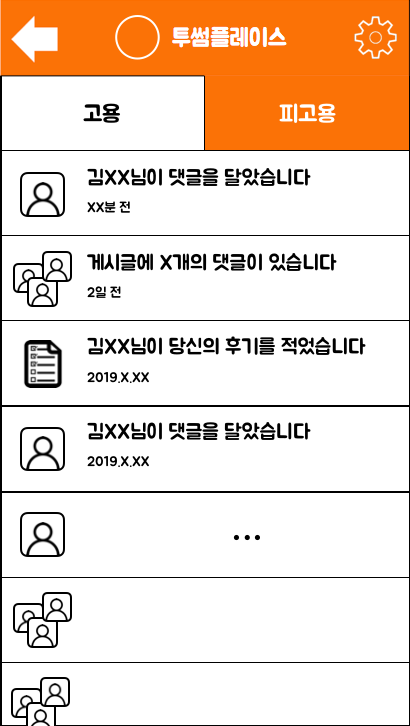 투썸플레이스
고용
피고용
김XX님이 댓글을 달았습니다
XX분 전
게시글에 X개의 댓글이 있습니다
2일 전
김XX님이 당신의 후기를 적었습니다
2019.X.XX
김XX님이 댓글을 달았습니다
2019.X.XX
...